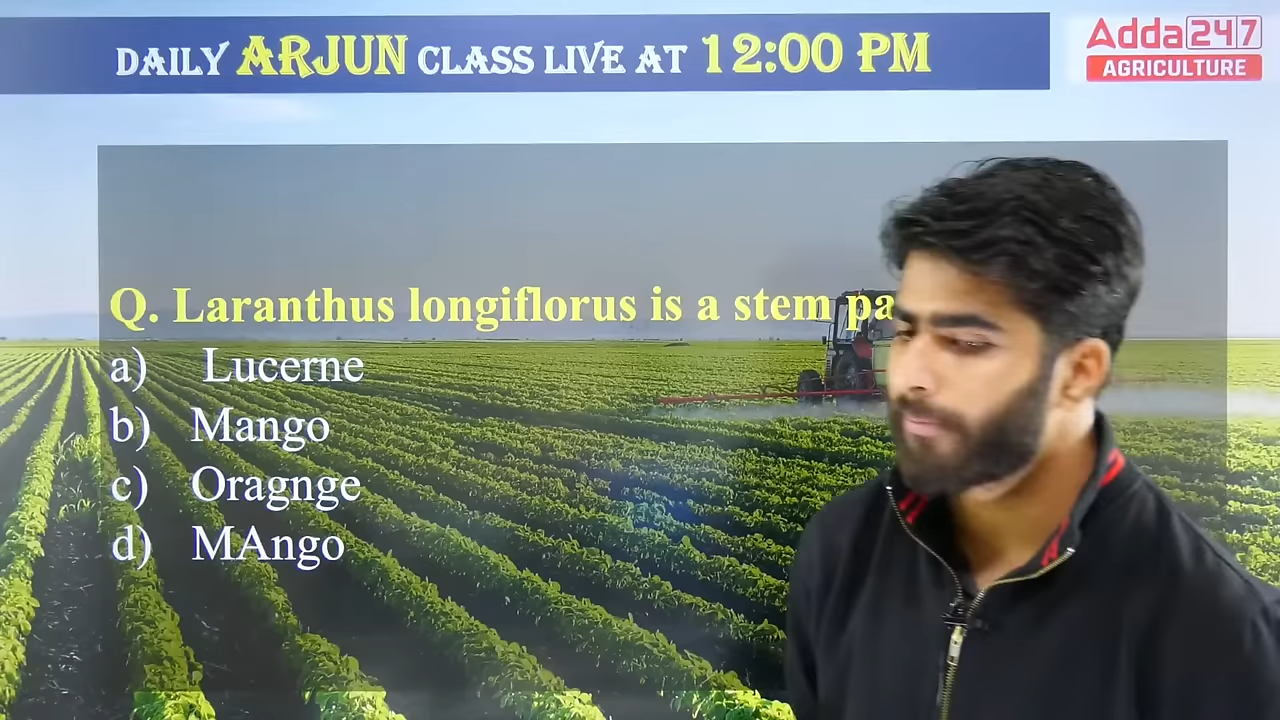 DAILY ARJUN CLASS LIVE AT 12:00 PM
Adda247
AGRICULTURE
Q. Laranthus longiflorus is a stem pa
a) Lucerne
b) Mango
c) Oragnge
d) MAngo